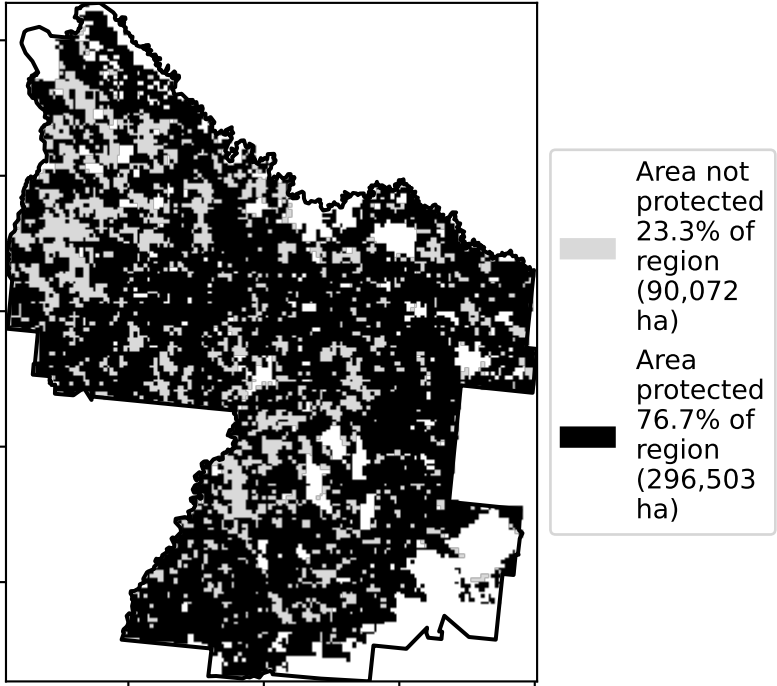 Area not
protected
23.3% of
region
(90,072
ha)
Area
protected
76.7% of
region
(296,503
ha)